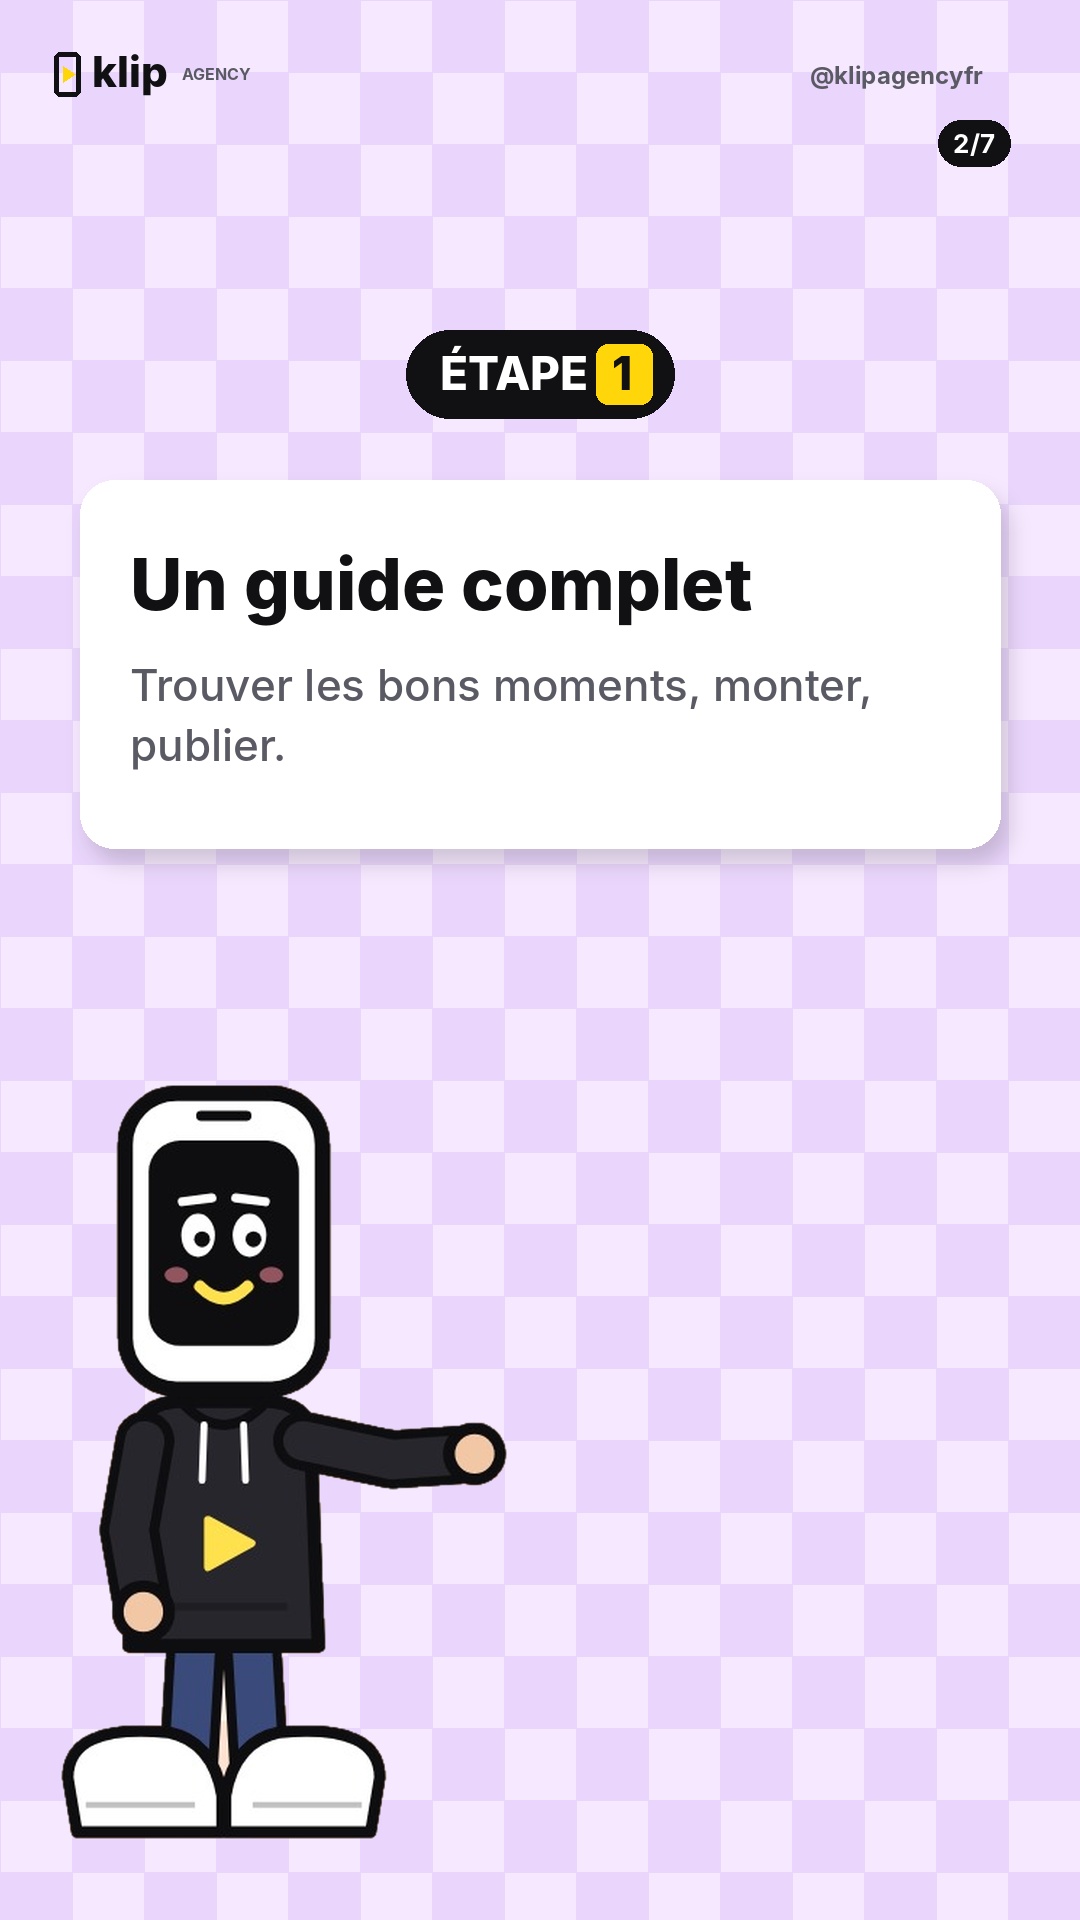 klip AGENCY
@klipagencyfr
2/7
ÉTAPE 1
Un guide complet
Trouver les bons moments, monter,
publier.